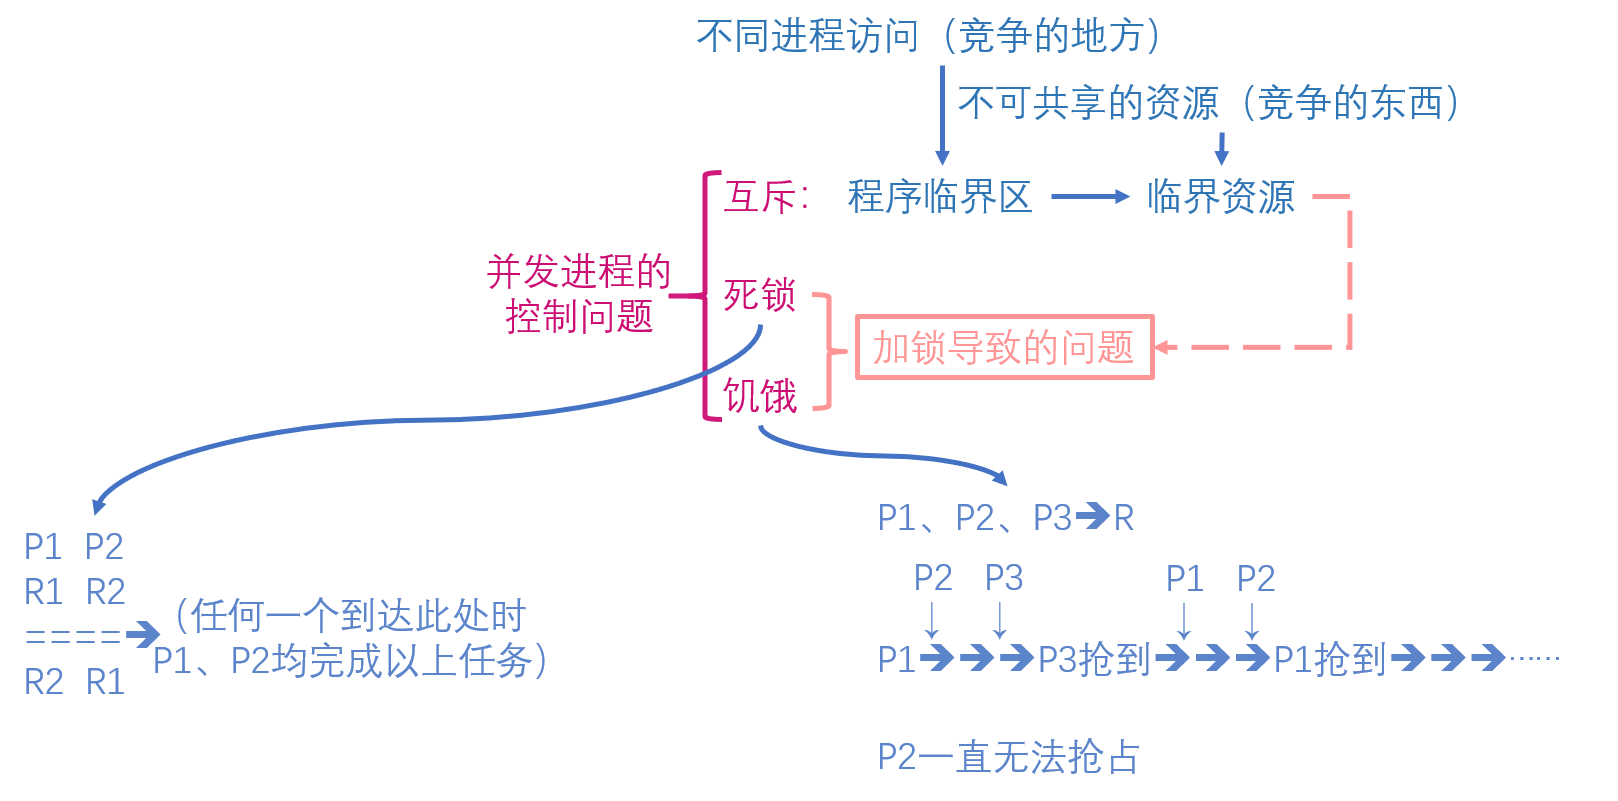 不同进程访问（竞争的地方）
不可共享的资源（竞争的东西）
互斥： 程序临界区 临界资源
并发进程的
控制问题
死锁
加锁导致的问题
饥饿
P1 P2
R1 R2
====➔（任何一个到达此处时
P1、P2均完成以上任务）
R2 R1
P1、P2、P3➔R
P2 P3 P1 P2
↓ ↓ ↓ ↓
P1➔➔➔P3抢到➔➔➔P1抢到➔➔➔……
P2一直无法抢占